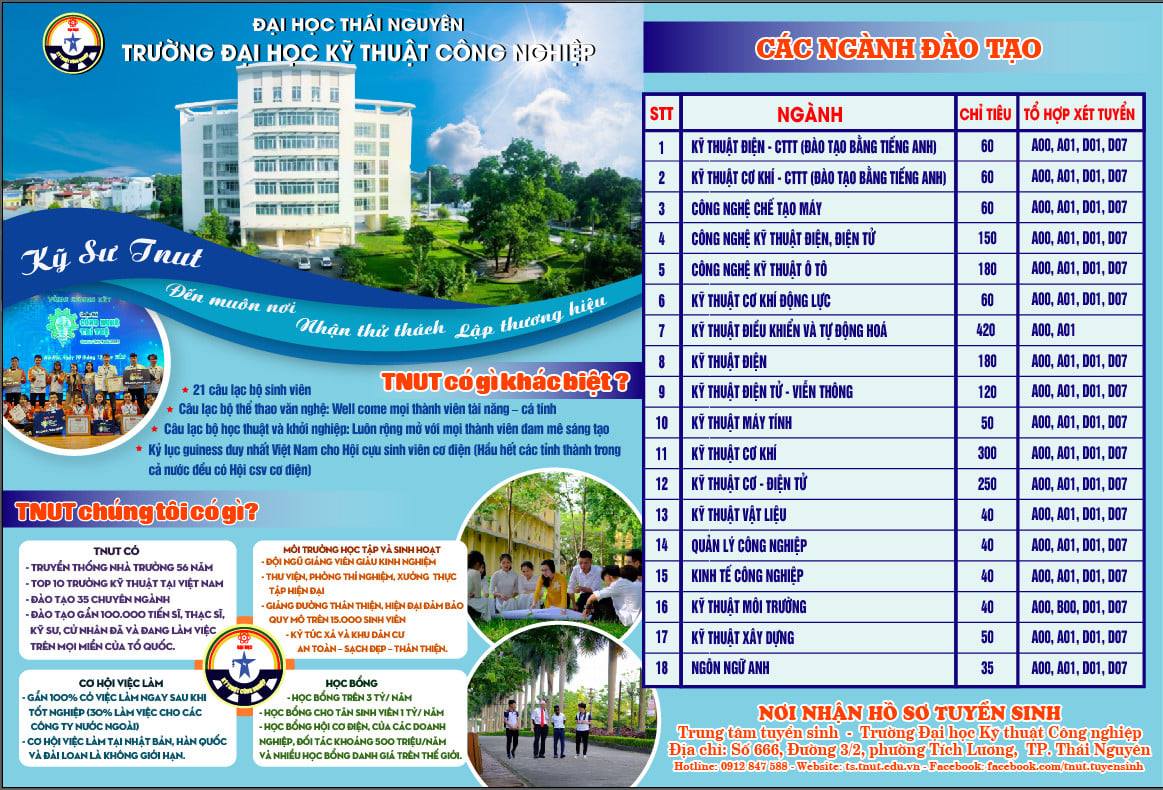 ĐẠI HỌC THÁI NGUYÊN
TRƯỜNG ĐẠI HỌC KỸ THUẬT CÔNG NGHIỆP
Kỹ Sư Tnut
Đến muôn nơi
Nhận thử thách
Lập thương hiệu
CÔNG NGHỆ
TRÍ TUỆ
TNUT có gì khác biệt ?
★ 21 câu lạc bộ sinh viên
★ Câu lạc bộ thể thao văn nghệ: Well come mọi thành viên tài năng – cá tính
★ Câu lạc bộ học thuật và khởi nghiệp: Luôn rộng mở với mọi thành viên đam mê sáng tạo
★ Kỷ lục guiness duy nhất Việt Nam cho Hội cựu sinh viên cơ điện (Hầu hết các tỉnh thành trong
cả nước đều có Hội csv cơ điện)
TNUT chúng tôi có gì?
TNUT CÓ
- TRUYỀN THỐNG NHÀ TRƯỜNG 56 NĂM
- TOP 10 TRƯỜNG KỸ THUẬT TẠI VIỆT NAM
- ĐÀO TẠO 35 CHUYÊN NGÀNH
- ĐÀO TẠO GẦN 100.000 TIẾN SĨ, THẠC SĨ,
KỸ SƯ, CỬ NHÂN ĐÃ VÀ ĐANG LÀM VIỆC
TRÊN MỌI MIỀN CỦA TỔ QUỐC.
MÔI TRƯỜNG HỌC TẬP VÀ SINH HOẠT
- ĐỘI NGŨ GIẢNG VIÊN GIÀU KINH NGHIỆM
- THƯ VIỆN, PHÒNG THÍ NGHIỆM, XƯỞNG THỰC
TẬP HIỆN ĐẠI
- GIẢNG ĐƯỜNG THÂN THIỆN, HIỆN ĐẠI ĐẢM BẢO
QUY MÔ TRÊN 15.000 SINH VIÊN
- KÝ TÚC XÁ VÀ KHU DÂN CƯ
AN TOÀN – SẠCH ĐẸP – THÂN THIỆN.
CƠ HỘI VIỆC LÀM
- GẦN 100% CÓ VIỆC LÀM NGAY SAU KHI
TỐT NGHIỆP (30% LÀM VIỆC CHO CÁC
CÔNG TY NƯỚC NGOÀI)
- CƠ HỘI VIỆC LÀM TẠI NHẬT BẢN, HÀN QUỐC
VÀ ĐÀI LOAN LÀ KHÔNG GIỚI HẠN.
HỌC BỔNG
- HỌC BỔNG TRÊN 3 TỶ/ NĂM
- HỌC BỔNG CHO TÂN SINH VIÊN 1 TỶ/ NĂM
- HỌC BỔNG HỘI CƠ ĐIỆN, CỦA CÁC DOANH
NGHIỆP, ĐỐI TÁC KHOẢNG 500 TRIỆU/NĂM
VÀ NHIỀU HỌC BỔNG DANH GIÁ TRÊN THẾ GIỚI.
CÁC NGÀNH ĐÀO TẠO
STT NGÀNH CHỈ TIÊU TỔ HỢP XÉT TUYỂN
1 KỸ THUẬT ĐIỆN - CTTT (ĐÀO TẠO BẰNG TIẾNG ANH) 60 A00, A01, D01, D07
2 KỸ THUẬT CƠ KHÍ - CTTT (ĐÀO TẠO BẰNG TIẾNG ANH) 60 A00, A01, D01, D07
3 CÔNG NGHỆ CHẾ TẠO MÁY 60 A00, A01, D01, D07
4 CÔNG NGHỆ KỸ THUẬT ĐIỆN, ĐIỆN TỬ 150 A00, A01, D01, D07
5 CÔNG NGHỆ KỸ THUẬT Ô TÔ 180 A00, A01, D01, D07
6 KỸ THUẬT CƠ KHÍ ĐỘNG LỰC 60 A00, A01, D01, D07
7 KỸ THUẬT ĐIỀU KHIỂN VÀ TỰ ĐỘNG HOÁ 420 A00, A01
8 KỸ THUẬT ĐIỆN 180 A00, A01, D01, D07
9 KỸ THUẬT ĐIỆN TỬ - VIỄN THÔNG 120 A00, A01, D01, D07
10 KỸ THUẬT MÁY TÍNH 50 A00, A01, D01, D07
11 KỸ THUẬT CƠ KHÍ 300 A00, A01, D01, D07
12 KỸ THUẬT CƠ - ĐIỆN TỬ 250 A00, A01, D01, D07
13 KỸ THUẬT VẬT LIỆU 40 A00, A01, D01, D07
14 QUẢN LÝ CÔNG NGHIỆP 40 A00, A01, D01, D07
15 KINH TẾ CÔNG NGHIỆP 40 A00, A01, D01, D07
16 KỸ THUẬT MÔI TRƯỜNG 40 A00, B00, D01, D07
17 KỸ THUẬT XÂY DỰNG 50 A00, A01, D01, D07
18 NGÔN NGỮ ANH 35 A00, A01, D01, D07
NƠI NHẬN HỒ SƠ TUYỂN SINH
Trung tâm tuyển sinh - Trường Đại học Kỹ thuật Công nghiệp
Địa chỉ: Số 666, Đường 3/2, phường Tích Lương, TP. Thái Nguyên
Hotline: 0912 847 588 - Website: ts.tnut.edu.vn - Facebook: facebook.com/tnut.tuyensinh